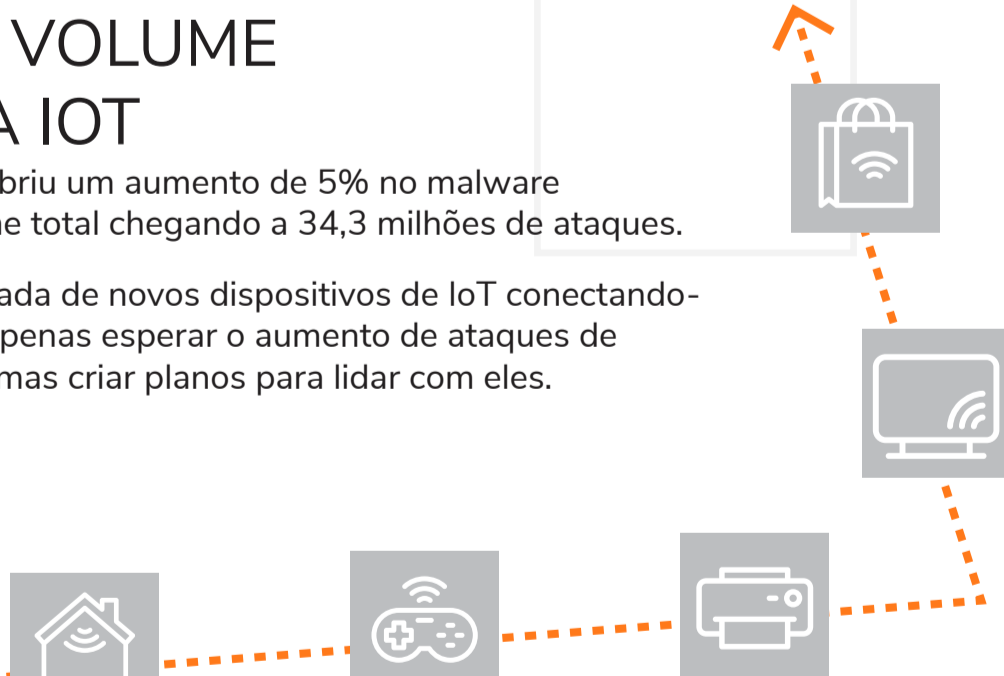 VOLUME
A IOT
briu um aumento de 5% no malware
e total chegando a 34,3 milhões de ataques.
ada de novos dispositivos de IoT conectando-
penas esperar o aumento de ataques de
mas criar planos para lidar com eles.